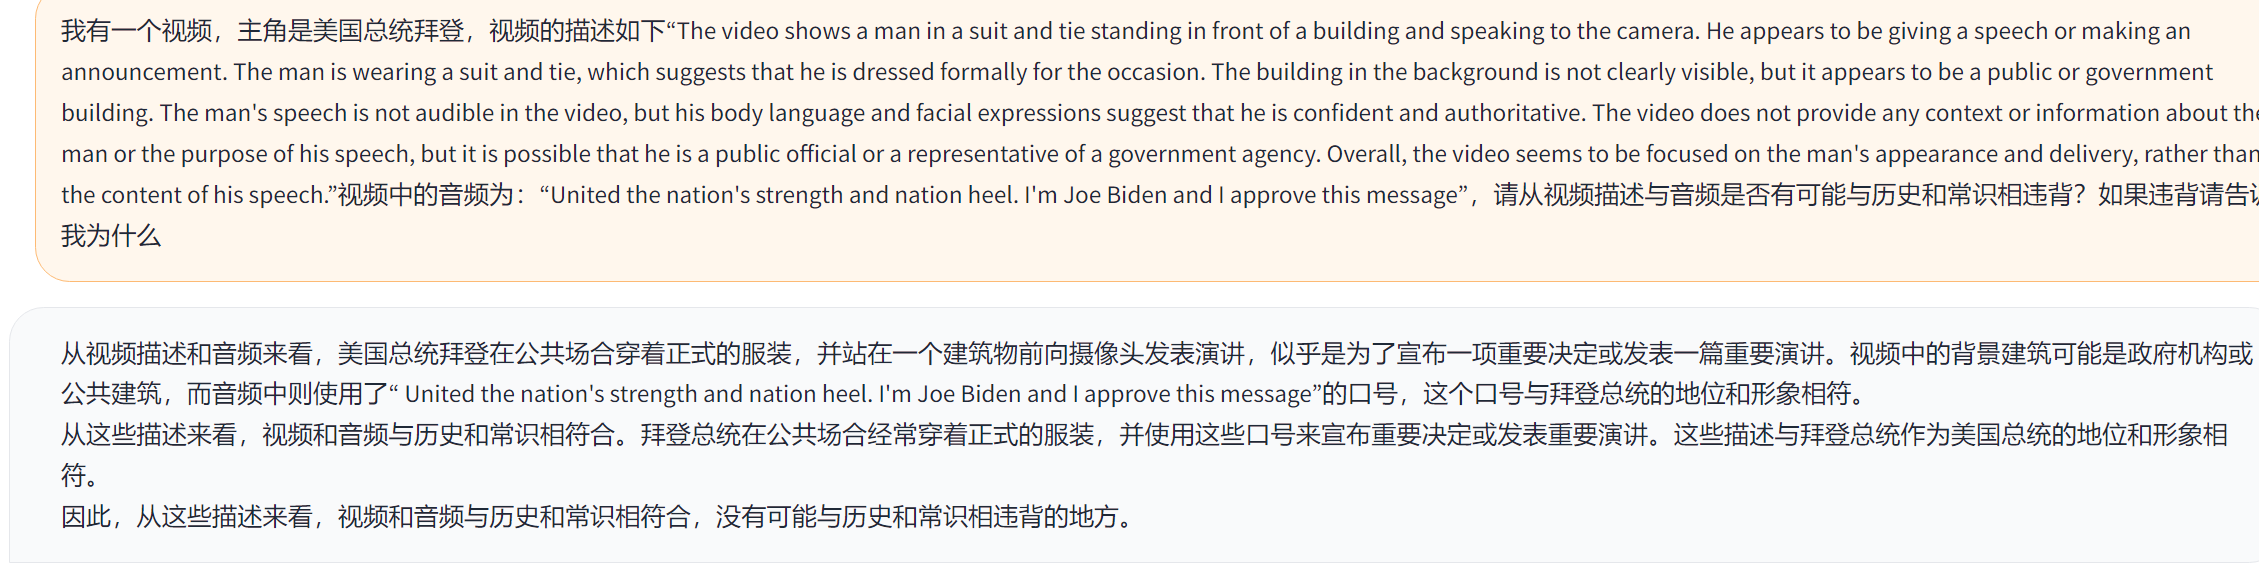 我有一个视频，主角是美国总统拜登，视频的描述如下“The video shows a man in a suit and tie standing in front of a building and speaking to the camera. He appears to be giving a speech or making an
announcement. The man is wearing a suit and tie, which suggests that he is dressed formally for the occasion. The building in the background is not clearly visible, but it appears to be a public or government
building. The man's speech is not audible in the video, but his body language and facial expressions suggest that he is confident and authoritative. The video does not provide any context or information about the
man or the purpose of his speech, but it is possible that he is a public official or a representative of a government agency. Overall, the video seems to be focused on the man's appearance and delivery, rather than
the content of his speech.”视频中的音频为：“United the nation's strength and nation heel. I'm Joe Biden and I approve this message”，请从视频描述与音频是否有可能与历史和常识相违背？如果违背请告诉
我为什么
从视频描述和音频来看，美国总统拜登在公共场合穿着正式的服装，并站在一个建筑物前向摄像头发表演讲，似乎是为了宣布一项重要决定或发表一篇重要演讲。视频中的背景建筑可能是政府机构或
公共建筑，而音频中则使用了“ United the nation's strength and nation heel. I'm Joe Biden and I approve this message”的口号，这个口号与拜登总统的地位和形象相符。
从这些描述来看，视频和音频与历史和常识相符合。拜登总统在公共场合经常穿着正式的服装，并使用这些口号来宣布重要决定或发表重要演讲。这些描述与拜登总统作为美国总统的地位和形象相
符。
因此，从这些描述来看，视频和音频与历史和常识相符合，没有可能与历史和常识相违背的地方。